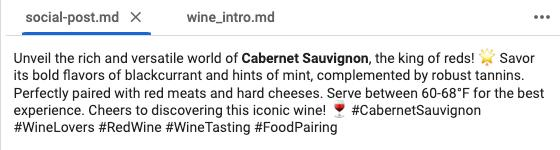 social-post.md ✕ wine_intro.md •••
Unveil the rich and versatile world of Cabernet Sauvignon, the king of reds! 🌟 Savor
its bold flavors of blackcurrant and hints of mint, complemented by robust tannins.
Perfectly paired with red meats and hard cheeses. Serve between 60-68°F for the best
experience. Cheers to discovering this iconic wine! 🍷 #CabernetSauvignon
#WineLovers #RedWine #WineTasting #FoodPairing